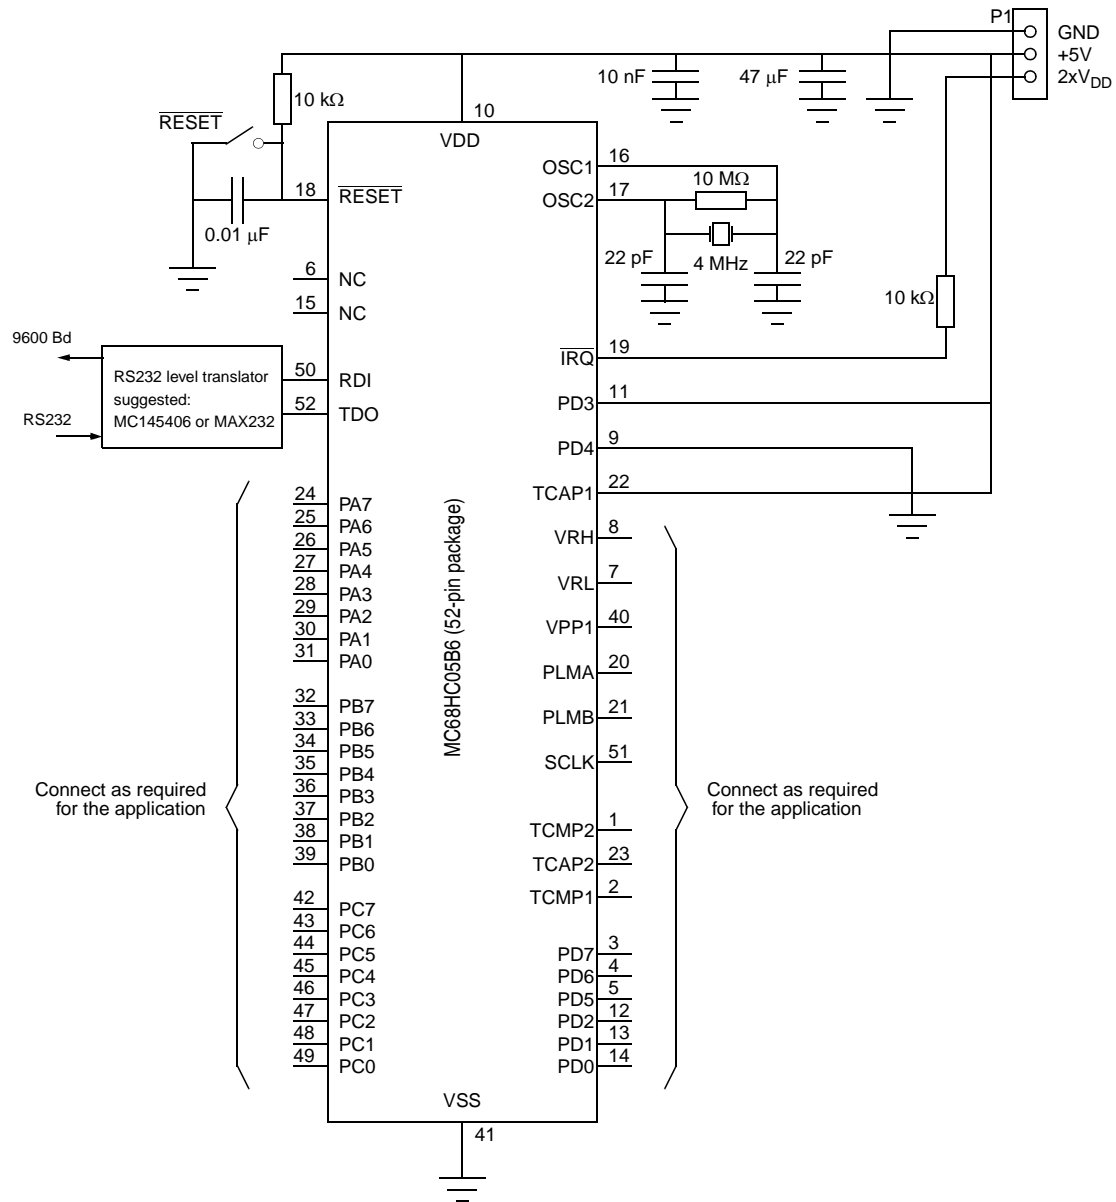 P1
GND
+5V
2xVDD
10 nF
47 µF
10 kΩ
RESET
10
VDD
18
RESET
0.01 µF
16
OSC1
17
OSC2
10 MΩ
4 MHz
22 pF
22 pF
10 kΩ
6
NC
15
NC
9600 Bd
RS232
RS232 level translator
suggested:
MC145406 or MAX232
50
RDI
52
TDO
19
IRQ
11
PD3
9
PD4
22
TCAP1
MC68HC05B6 (52-pin package)
24
PA7
25
PA6
26
PA5
27
PA4
28
PA3
29
PA2
30
PA1
31
PA0
32
PB7
33
PB6
34
PB5
35
PB4
36
PB3
37
PB2
38
PB1
39
PB0
42
PC7
43
PC6
44
PC5
45
PC4
46
PC3
47
PC2
48
PC1
49
PC0
Connect as required
for the application
8
VRH
7
VRL
40
VPP1
20
PLMA
21
PLMB
51
SCLK
1
TCMP2
23
TCAP2
2
TCMP1
3
PD7
4
PD6
5
PD5
12
PD2
13
PD1
14
PD0
Connect as required
for the application
VSS
41